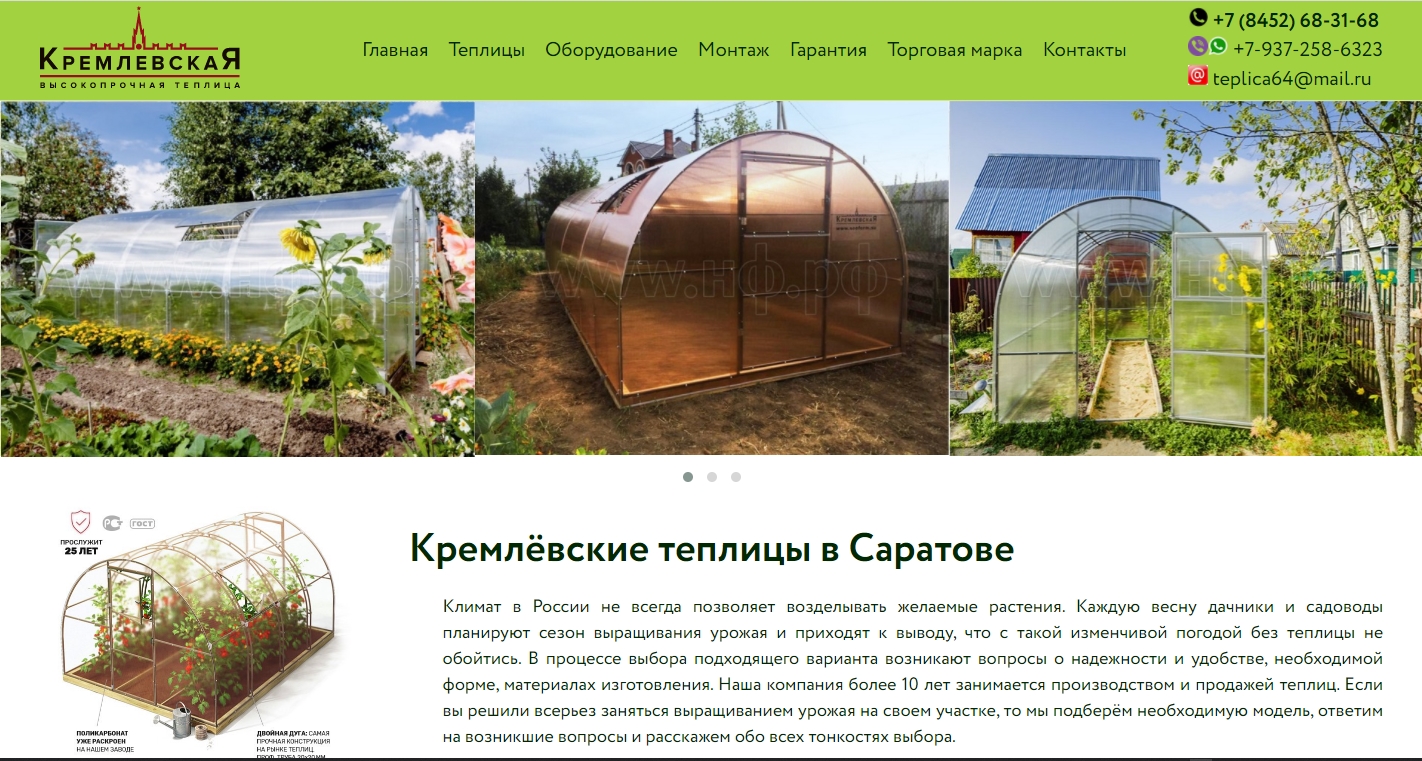 КРЕМЛЕВСКАЯ
ВЫСОКОПРОЧНАЯ ТЕПЛИЦА
Главная Теплицы Оборудование Монтаж Гарантия Торговая марка Контакты
+7 (8452) 68-31-68
+7-937-258-6323
teplica64@mail.ru
КРЕМЛЕВСКАЯ
www.нф.рф
ПРОСЛУЖИТ
25 ЛЕТ
РСТ
ГОСТ
ПОЛИКАРБОНАТ
УЖЕ РАСКРОЕН
НА НАШЕМ ЗАВОДЕ
ДВОЙНАЯ ДУГА: САМАЯ
ПРОЧНАЯ КОНСТРУКЦИЯ
НА РЫНКЕ ТЕПЛИЦ.
ПРОФ. ТРУБА 20х20ММ
Кремлёвские теплицы в Саратове
Климат в России не всегда позволяет возделывать желаемые растения. Каждую весну дачники и садоводы
планируют сезон выращивания урожая и приходят к выводу, что с такой изменчивой погодой без теплицы не
обойтись. В процессе выбора подходящего варианта возникают вопросы о надежности и удобстве, необходимой
форме, материалах изготовления. Наша компания более 10 лет занимается производством и продажей теплиц. Если
вы решили всерьез заняться выращиванием урожая на своем участке, то мы подберём необходимую модель, ответим
на возникшие вопросы и расскажем обо всех тонкостях выбора.